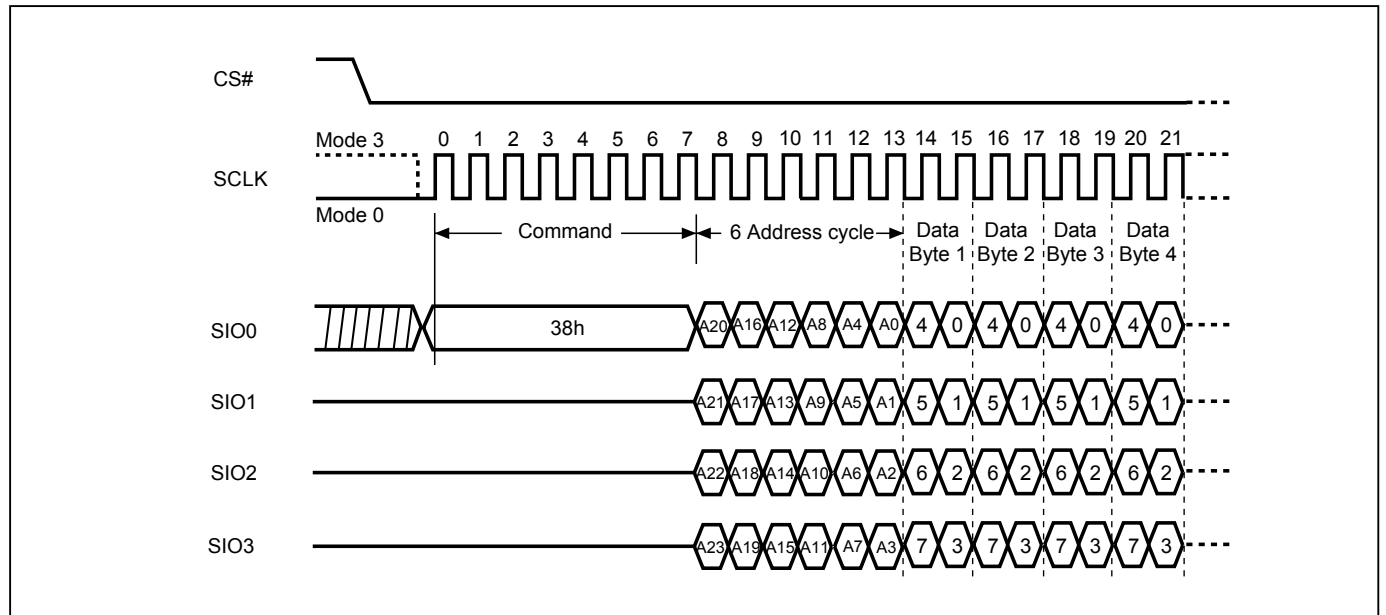 CS#
Mode 3 0 1 2 3 4 5 6 7 8 9 10 11 12 13 14 15 16 17 18 19 20 21
SCLK
Mode 0
Command 6 Address cycle Data Data Data Data
Byte 1 Byte 2 Byte 3 Byte 4
SIO0 38h A20 A16 A12 A8 A4 A0 4 0 4 0 4 0 4 0
SIO1 A21 A17 A13 A9 A5 A1 5 1 5 1 5 1 5 1
SIO2 A22 A18 A14 A10 A6 A2 6 2 6 2 6 2 6 2
SIO3 A23 A19 A15 A11 A7 A3 7 3 7 3 7 3 7 3